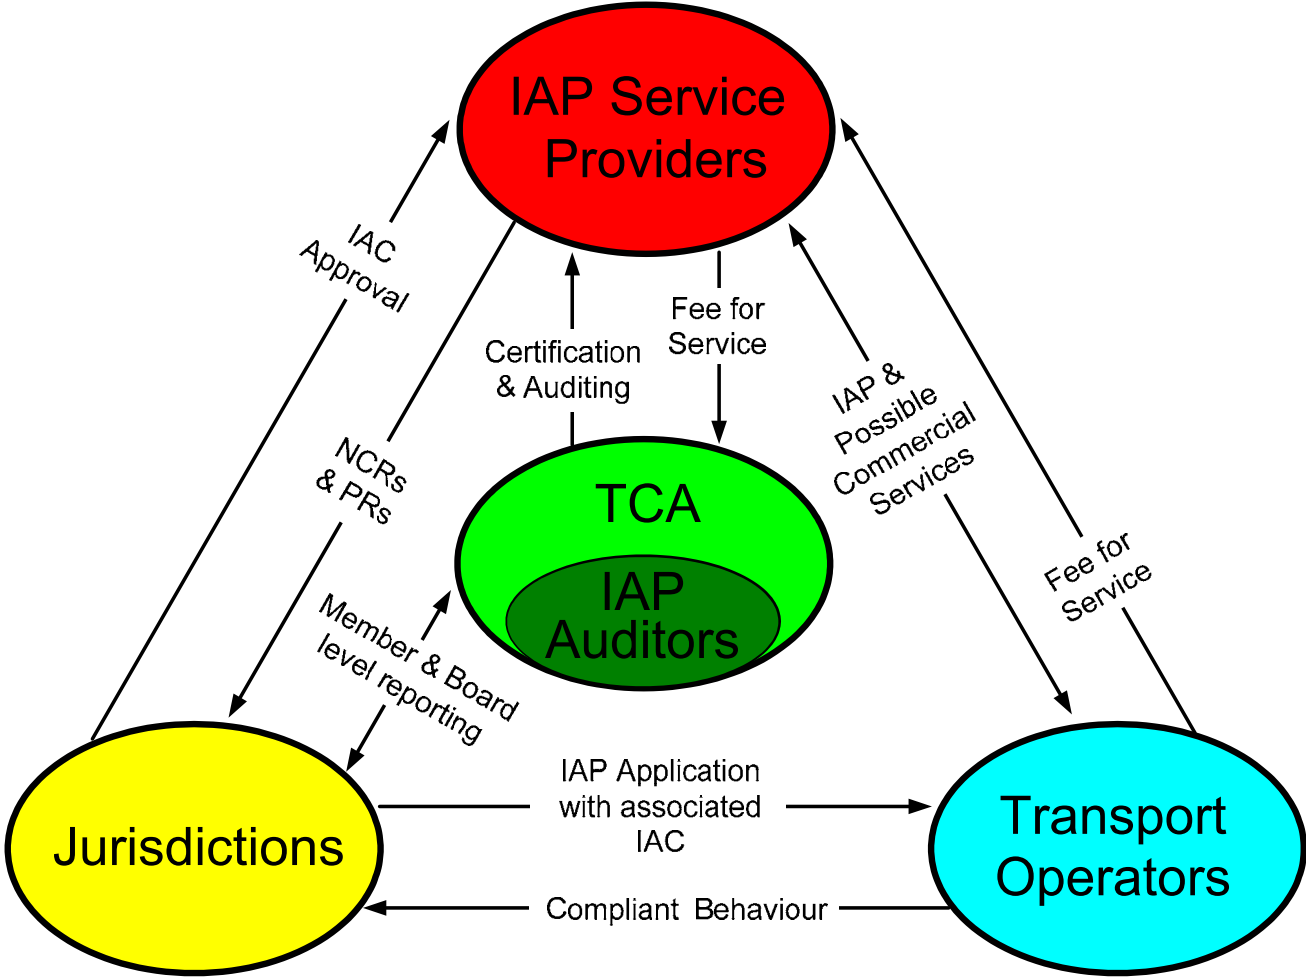 IAP Service
Providers
IAC
Approval
Fee for
Service
Certification
& Auditing
IAP &
Possible
Commercial
Services
NCRs
& PRs
TCA
IAP
Auditors
Fee for
Service
Member & Board
level reporting
IAP Application
with associated
IAC
Jurisdictions
Transport
Operators
Compliant Behaviour